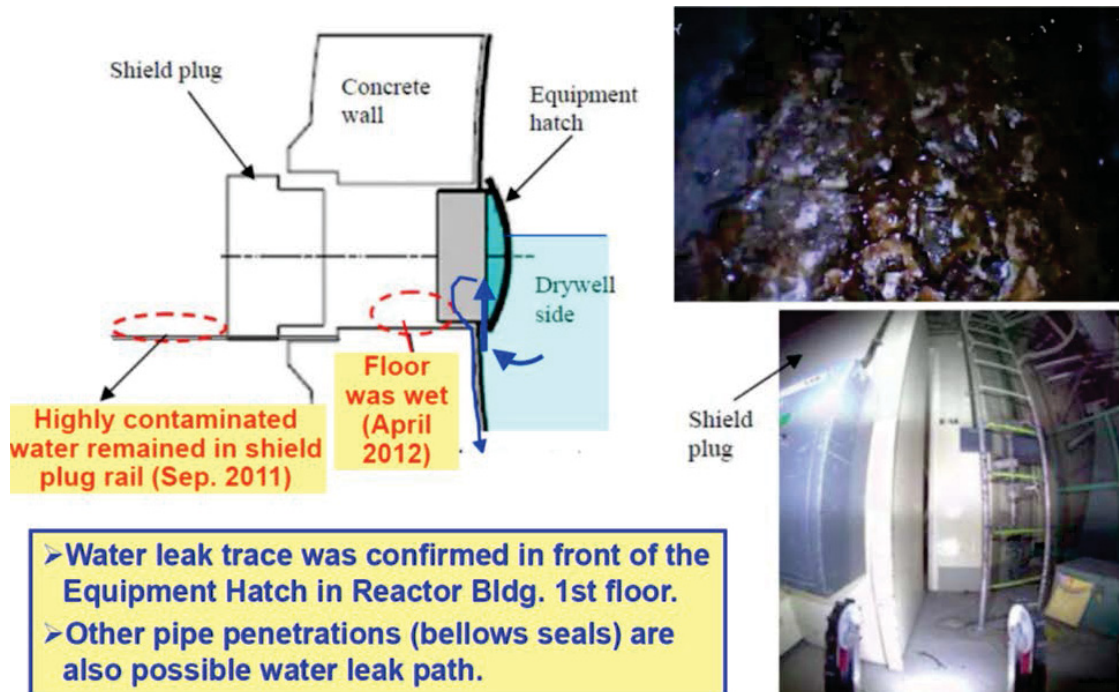 Shield plug
Concrete
wall
Equipment
hatch
Drywell
side
Floor
was wet
(April
2012)
Highly contaminated
water remained in shield
plug rail (Sep. 2011)
Shield
plug
➢Water leak trace was confirmed in front of the
Equipment Hatch in Reactor Bldg. 1st floor.
➢Other pipe penetrations (bellows seals) are
also possible water leak path.